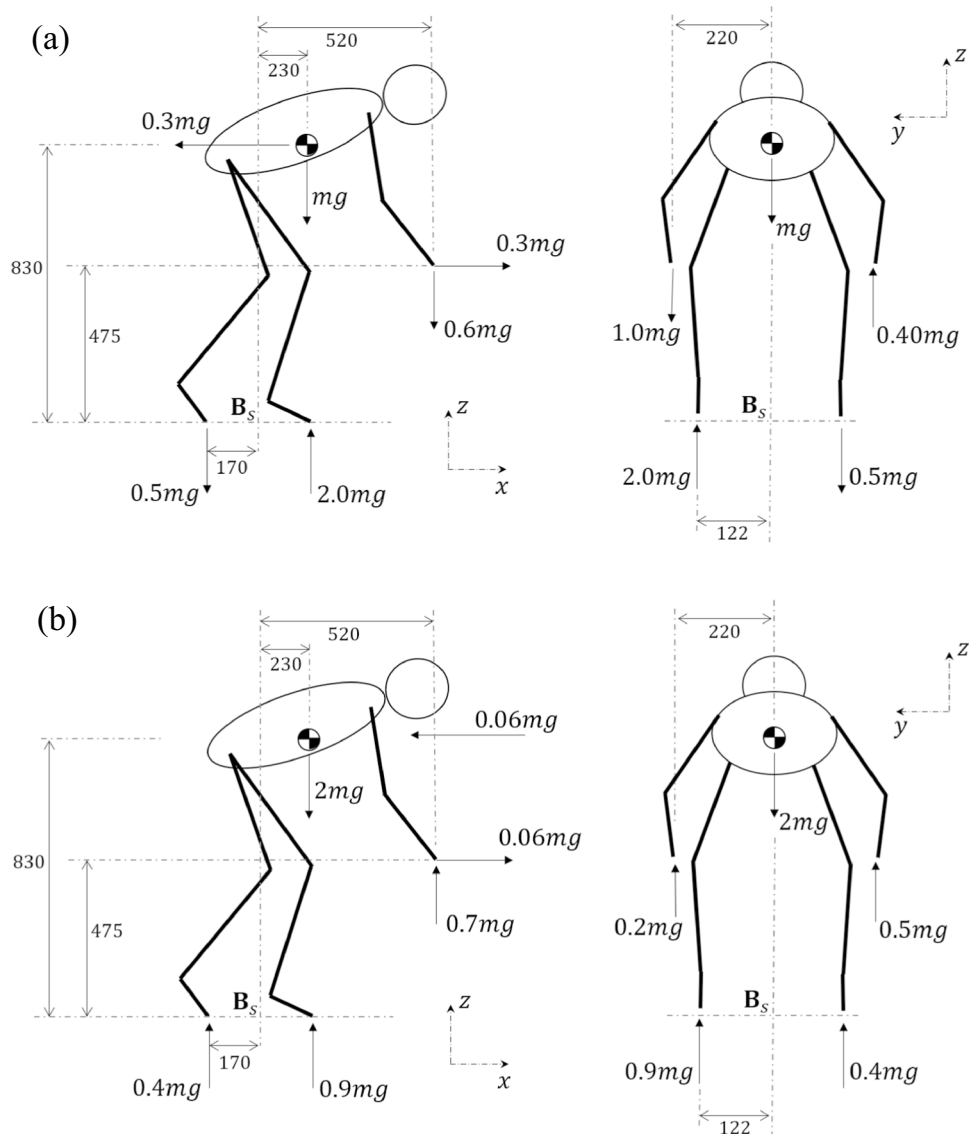 (a)
520
230
220
z
y
0.3mg
mg
mg
830
0.3mg
475
0.6mg
1.0mg
0.40mg
B_s
z
B_s
170
x
0.5mg
2.0mg
2.0mg
0.5mg
122
(b)
520
230
220
z
y
0.06mg
2mg
2mg
830
0.06mg
475
0.7mg
0.2mg
0.5mg
B_s
z
B_s
170
x
0.4mg
0.9mg
0.9mg
0.4mg
122